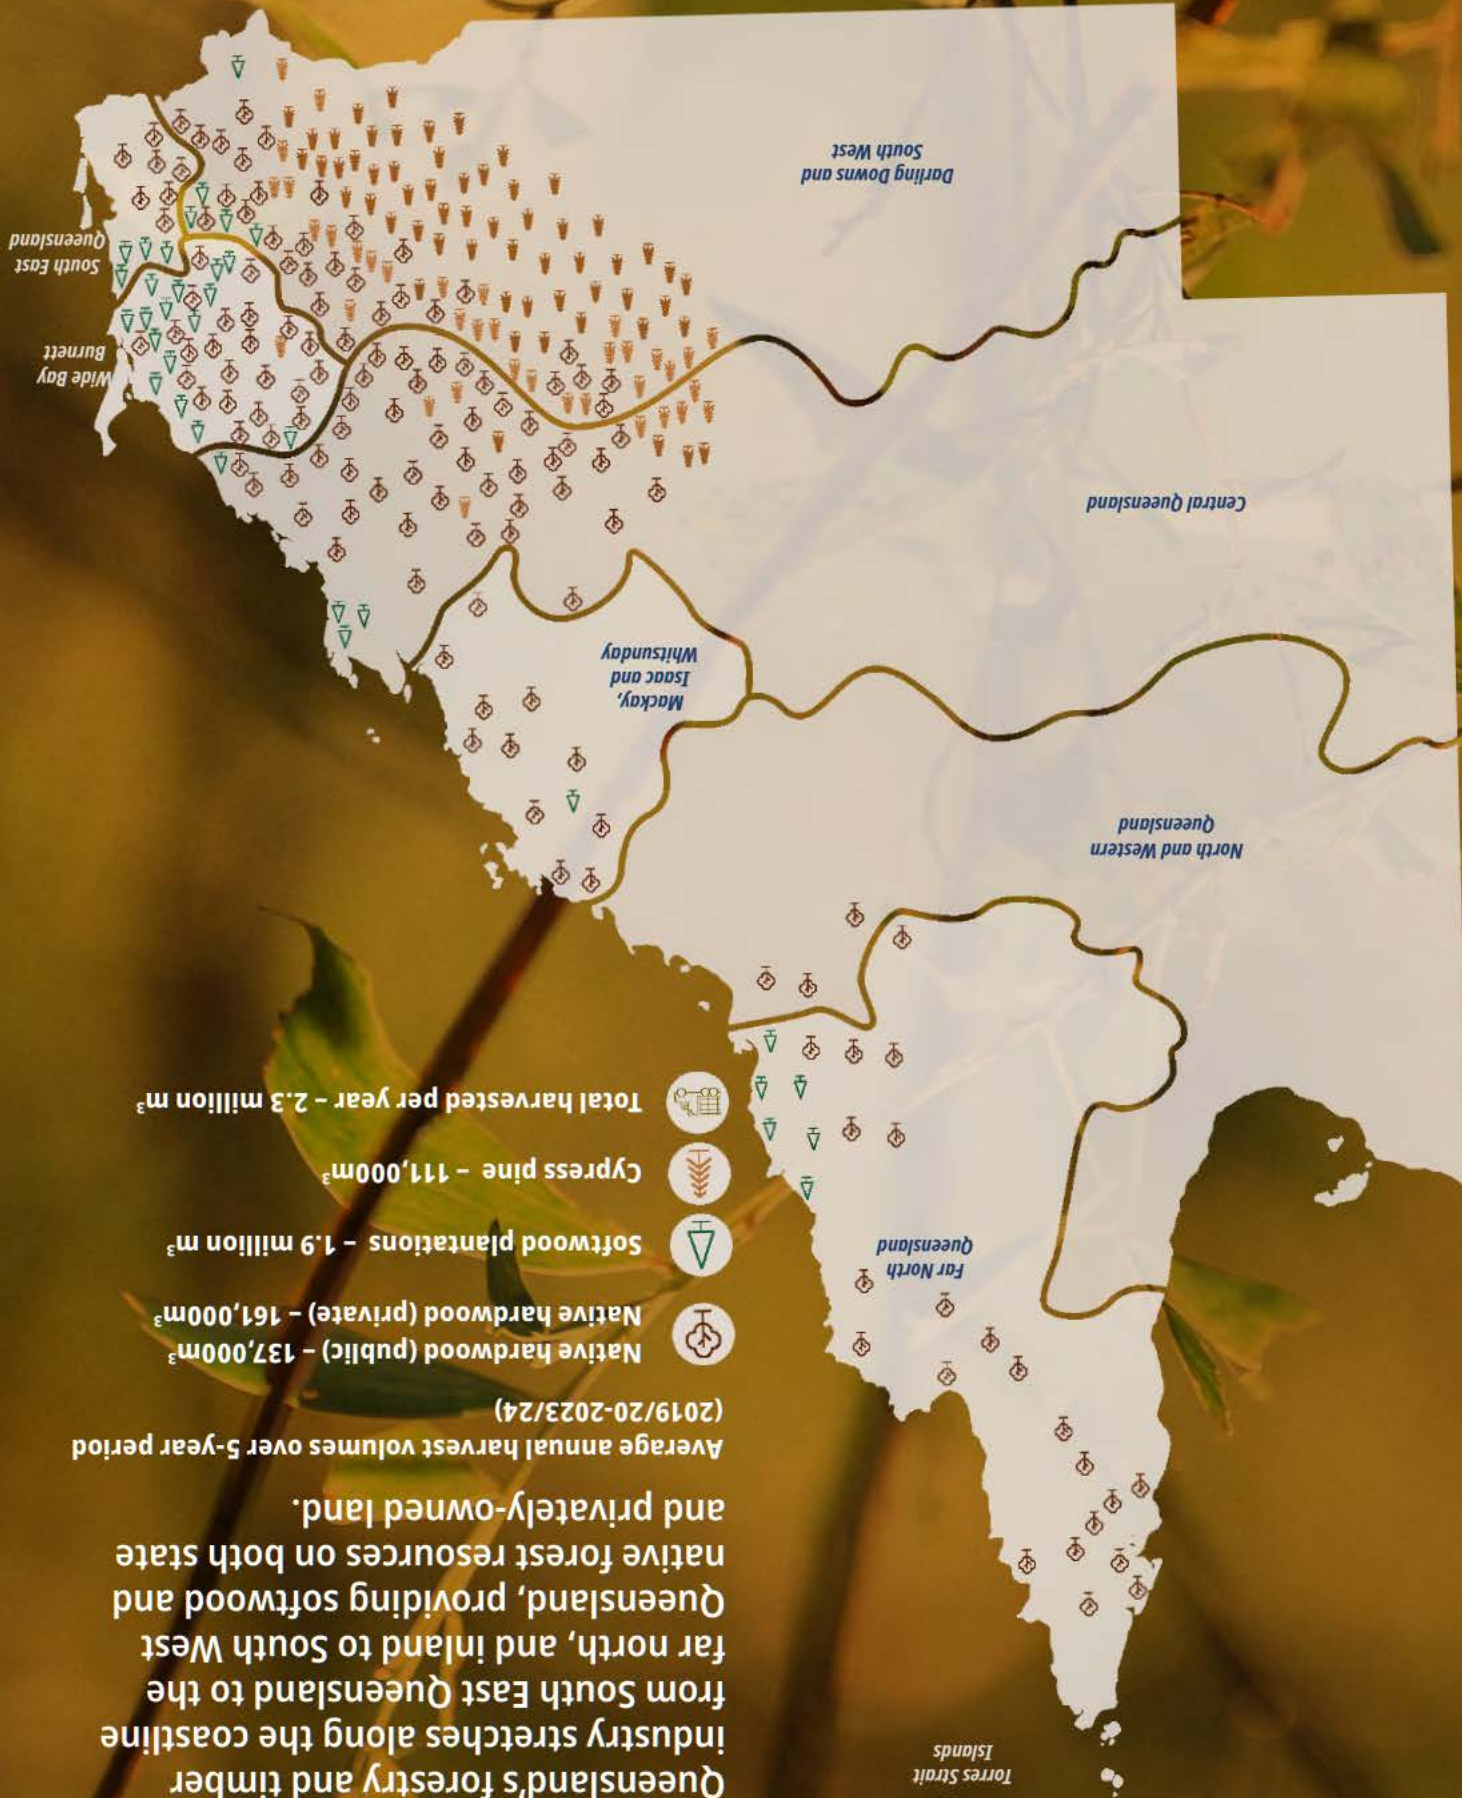 Queensland's forestry and timber
industry stretches along the coastline
from South East Queensland to the
far north, and inland to South West
Queensland, providing softwood and
native forest resources on both state
and privately-owned land.
Average annual harvest volumes over 5-year period
(2019/20-2023/24)
Native hardwood (public) – 137,000m³
Native hardwood (private) – 161,000m³
Softwood plantations – 1.9 million m³
Cypress pine – 111,000m³
Total harvested per year – 2.3 million m³
Torres Strait
Islands
Far North
Queensland
North and Western
Queensland
Mackay,
Isaac and
Whitsunday
Central Queensland
Wide Bay
Burnett
South East
Queensland
Darling Downs and
South West